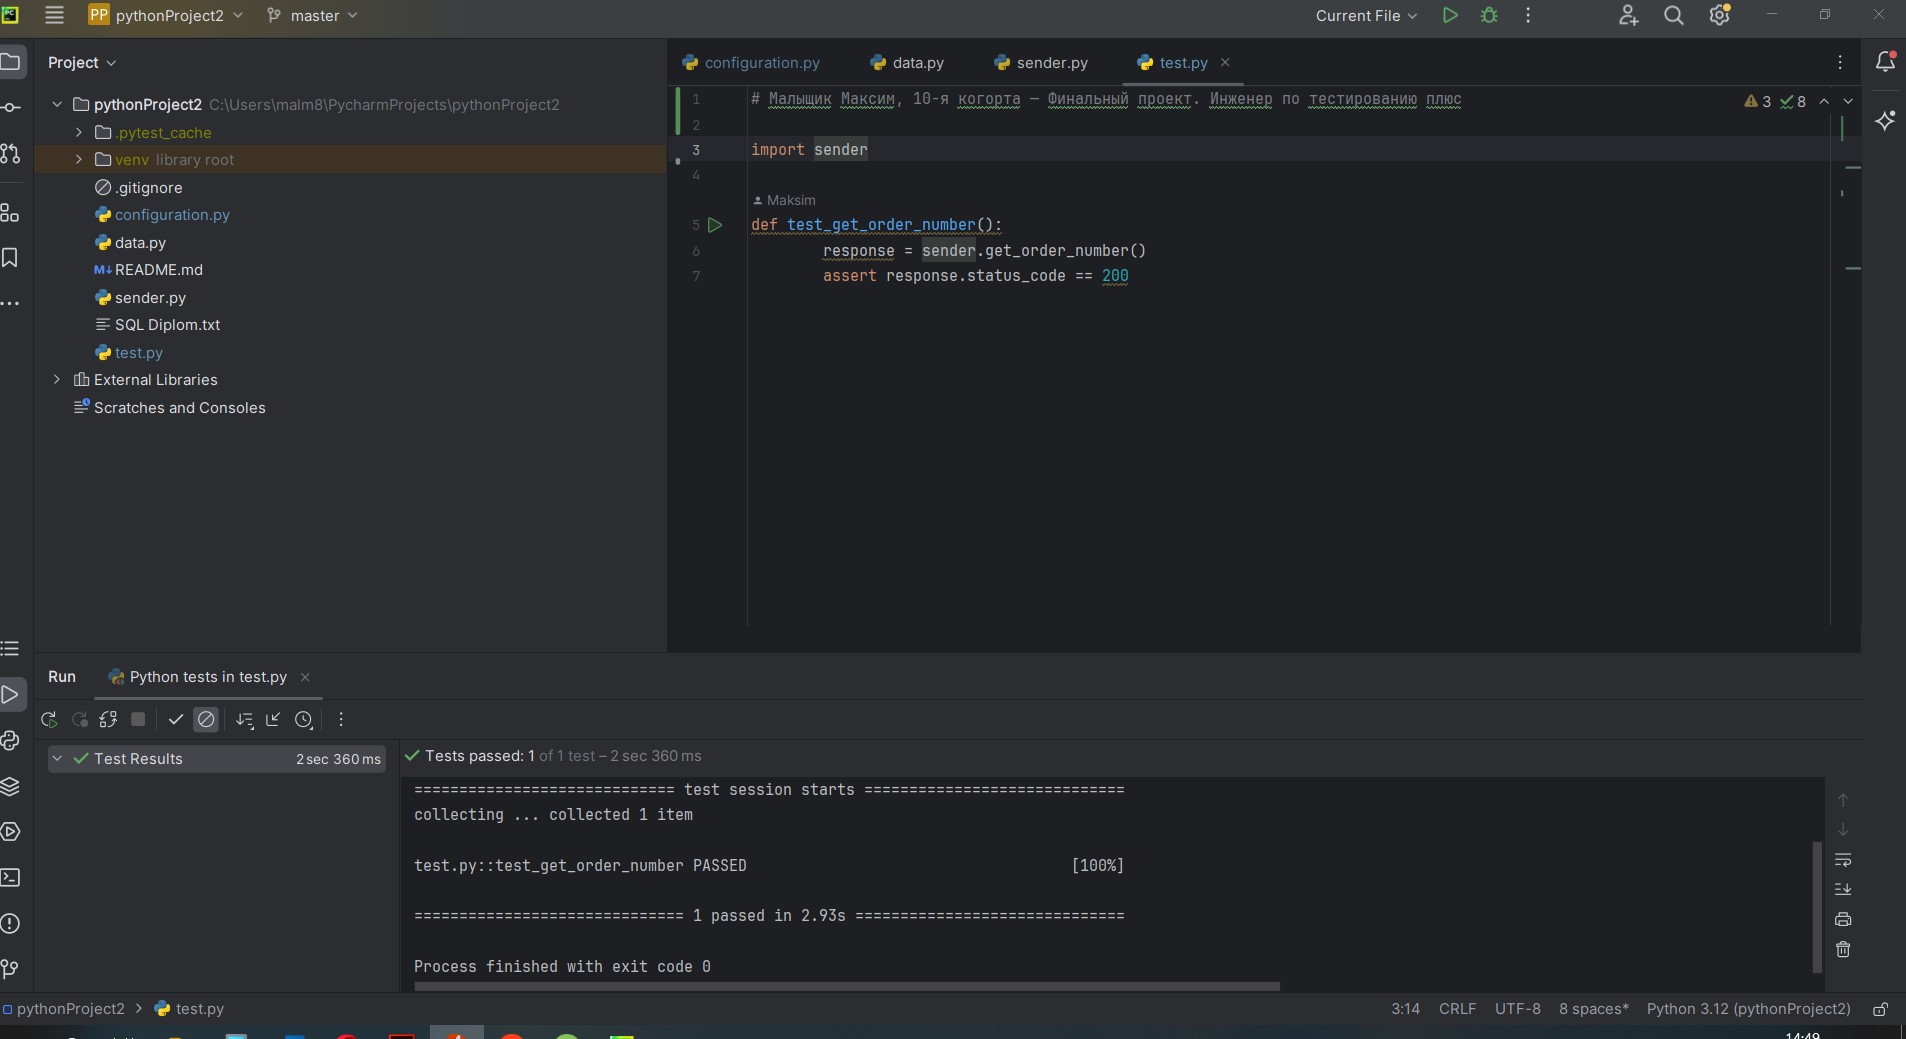 PC
PP pythonProject2
master
Current File
Project
pythonProject2 C:\Users\malm8\PycharmProjects\pythonProject2
.pytest_cache
venv library root
.gitignore
configuration.py
data.py
M↓ README.md
sender.py
SQL Diplom.txt
test.py
External Libraries
Scratches and Consoles
configuration.py data.py sender.py test.py
1 # Малыщик Максим, 10-я когорта — Финальный проект. Инженер по тестированию плюс
3 8
2
3 import sender
4
Maksim
5 def test_get_order_number():
6 response = sender.get_order_number()
7 assert response.status_code == 200
Run Python tests in test.py
Test Results 2 sec 360 ms
Tests passed: 1 of 1 test – 2 sec 360 ms
============================= test session starts =============================
collecting ... collected 1 item
test.py::test_get_order_number PASSED [100%]
============================== 1 passed in 2.93s ==============================
Process finished with exit code 0
pythonProject2 > test.py
3:14 CRLF UTF-8 8 spaces* Python 3.12 (pythonProject2)
14:49